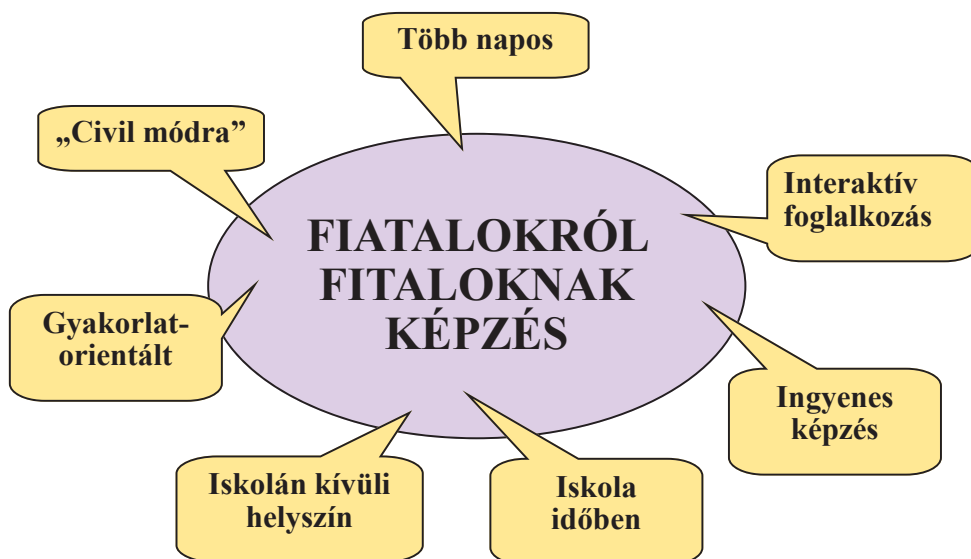 Több napos
„Civil módra”
Interaktív
foglalkozás
FIATALOKRÓL
FITALOKNAK
KÉPZÉS
Gyakorlat-
orientált
Ingyenes
képzés
Iskolán kívüli
helyszín
Iskola
időben